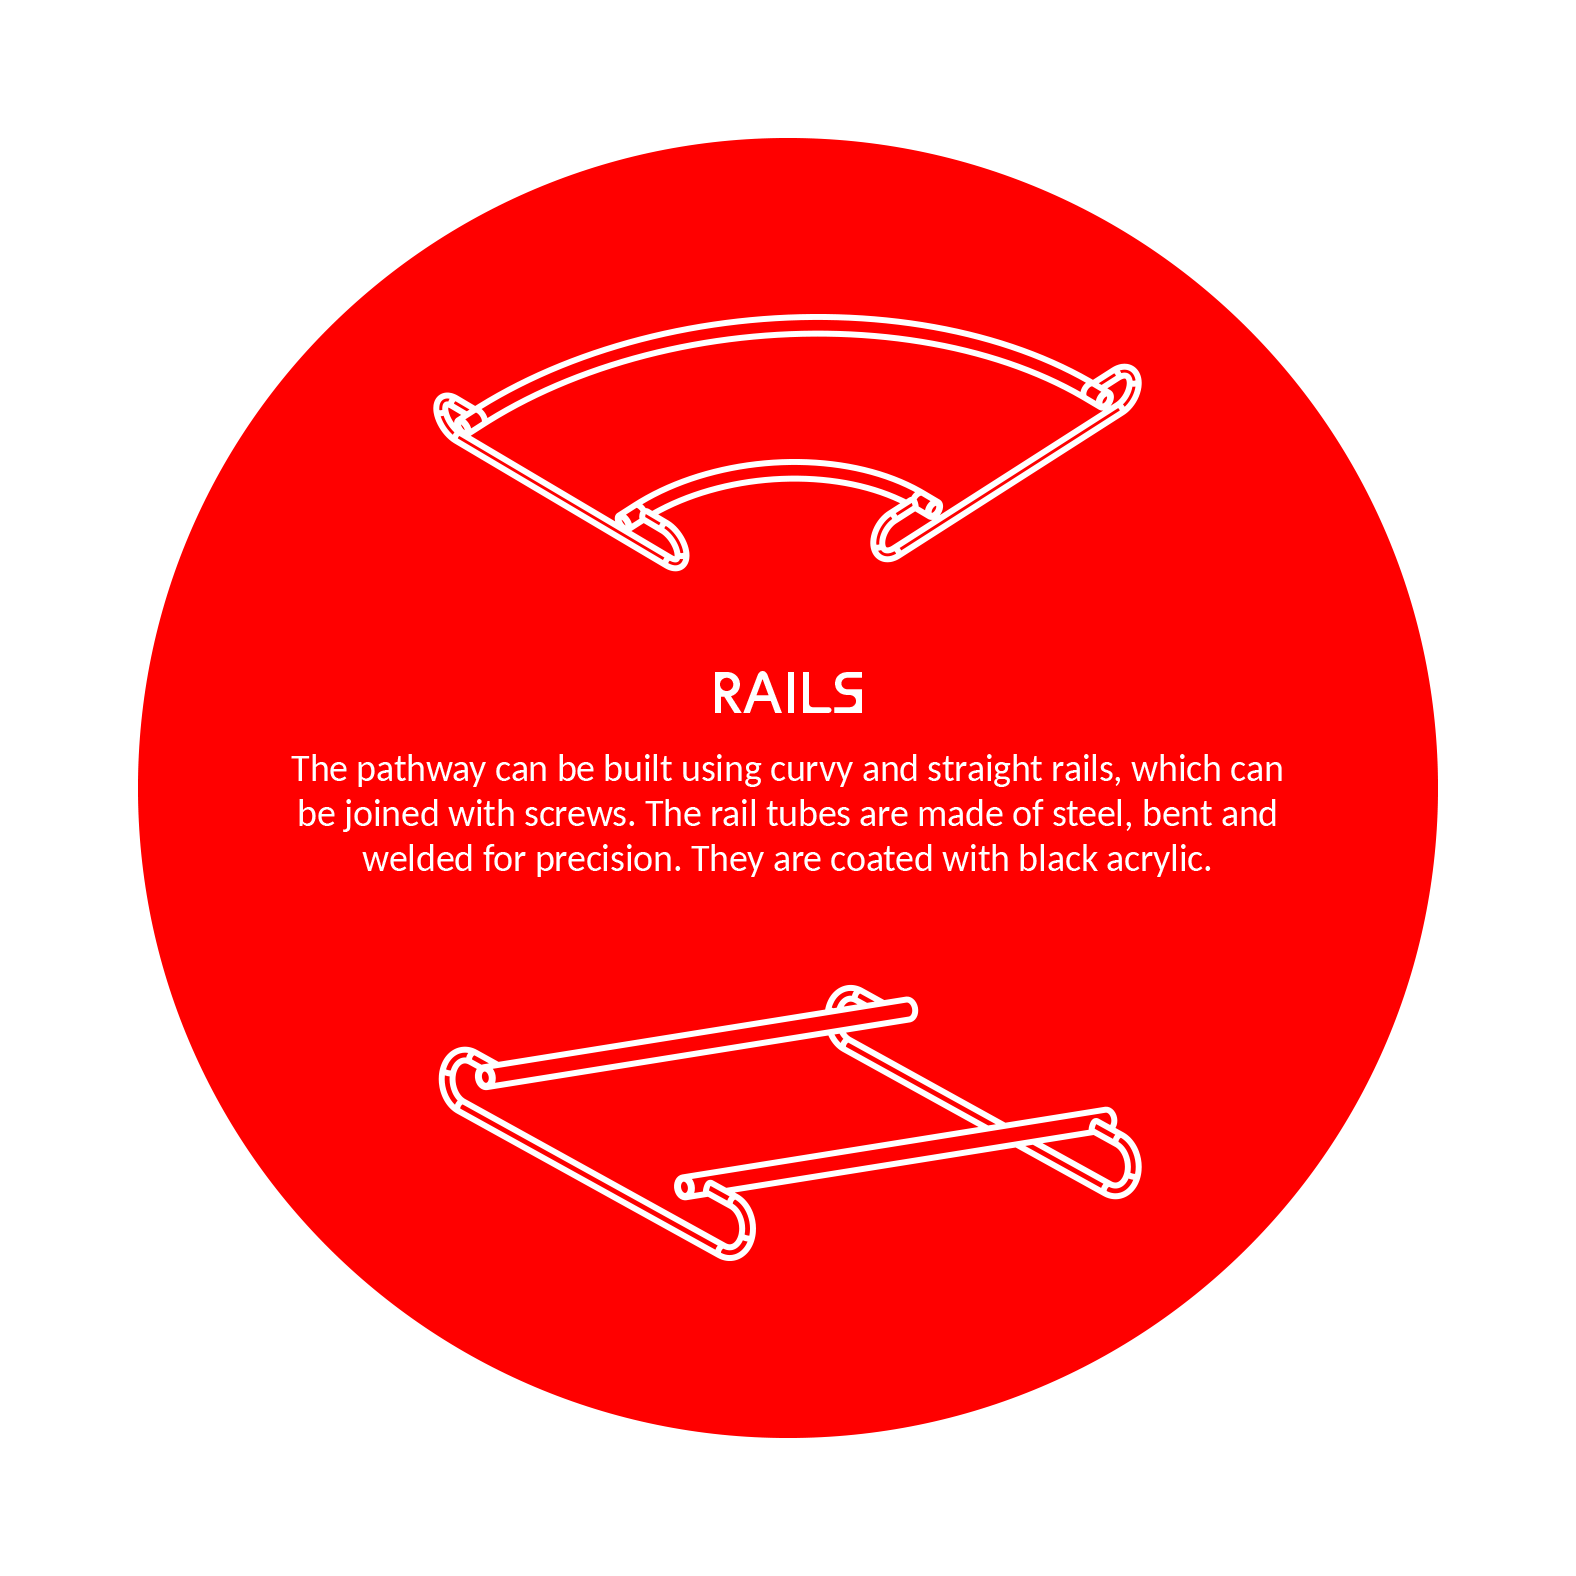 RAILS
The pathway can be built using curvy and straight rails, which can
be joined with screws. The rail tubes are made of steel, bent and
welded for precision. They are coated with black acrylic.